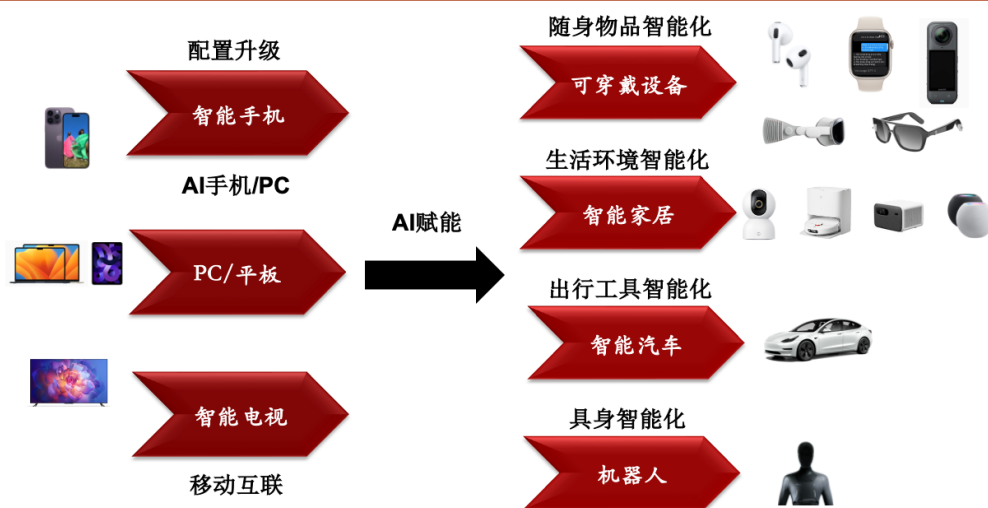 配置升级
智能手机
AI手机/PC
PC/平板
智能电视
移动互联
AI赋能
随身物品智能化
可穿戴设备
生活环境智能化
智能家居
出行工具智能化
智能汽车
具身智能化
机器人